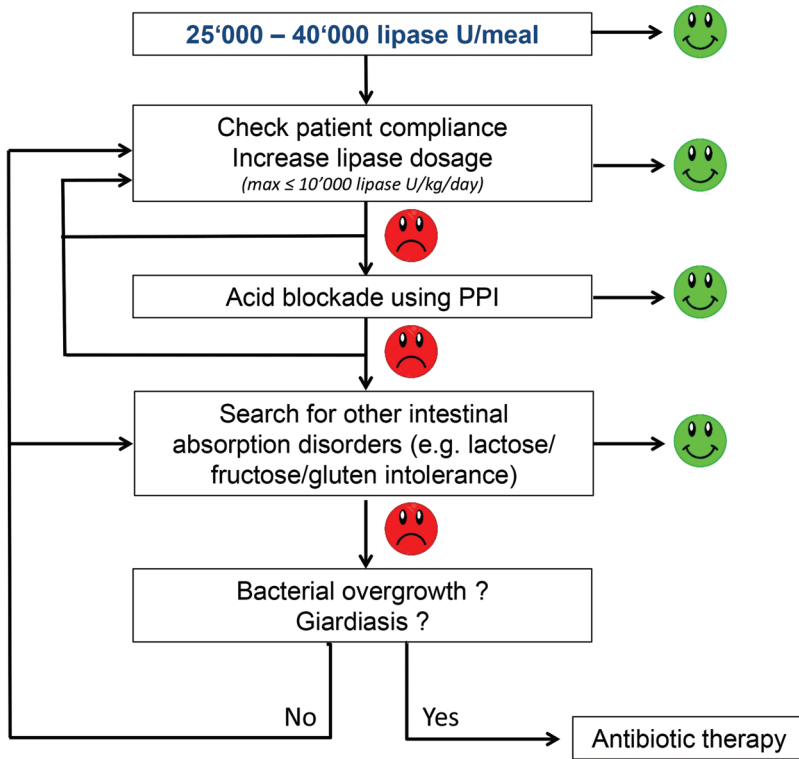 25‘000 – 40‘000 lipase U/meal
Check patient compliance
Increase lipase dosage
(max ≤ 10’000 lipase U/kg/day)
Acid blockade using PPI
Search for other intestinal
absorption disorders (e.g. lactose/
fructose/gluten intolerance)
Bacterial overgrowth ?
Giardiasis ?
No
Yes
Antibiotic therapy